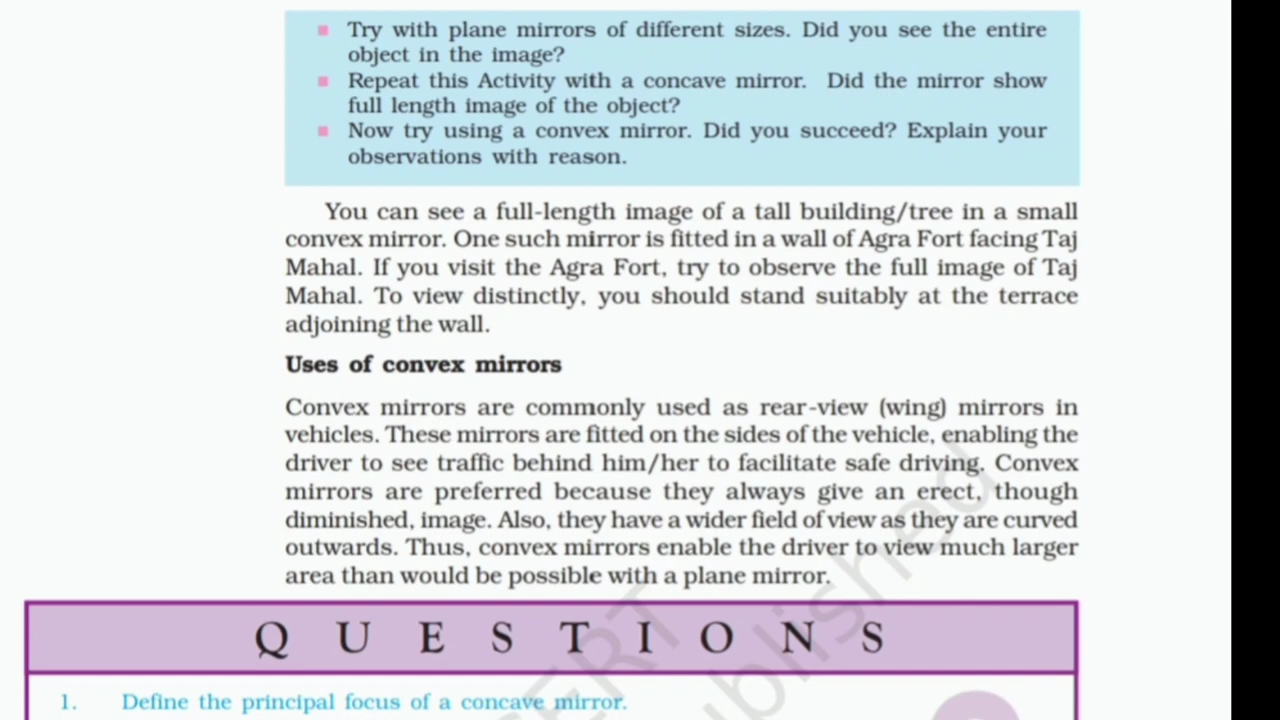 Try with plane mirrors of different sizes. Did you see the entire
object in the image?
Repeat this Activity with a concave mirror. Did the mirror show
full length image of the object?
Now try using a convex mirror. Did you succeed? Explain your
observations with reason.
You can see a full-length image of a tall building/tree in a small
convex mirror. One such mirror is fitted in a wall of Agra Fort facing Taj
Mahal. If you visit the Agra Fort, try to observe the full image of Taj
Mahal. To view distinctly, you should stand suitably at the terrace
adjoining the wall.
Uses of convex mirrors
Convex mirrors are commonly used as rear-view (wing) mirrors in
vehicles. These mirrors are fitted on the sides of the vehicle, enabling the
driver to see traffic behind him/her to facilitate safe driving. Convex
mirrors are preferred because they always give an erect, though
diminished, image. Also, they have a wider field of view as they are curved
outwards. Thus, convex mirrors enable the driver to view much larger
area than would be possible with a plane mirror.
QUESTIONS
1. Define the principal focus of a concave mirror.